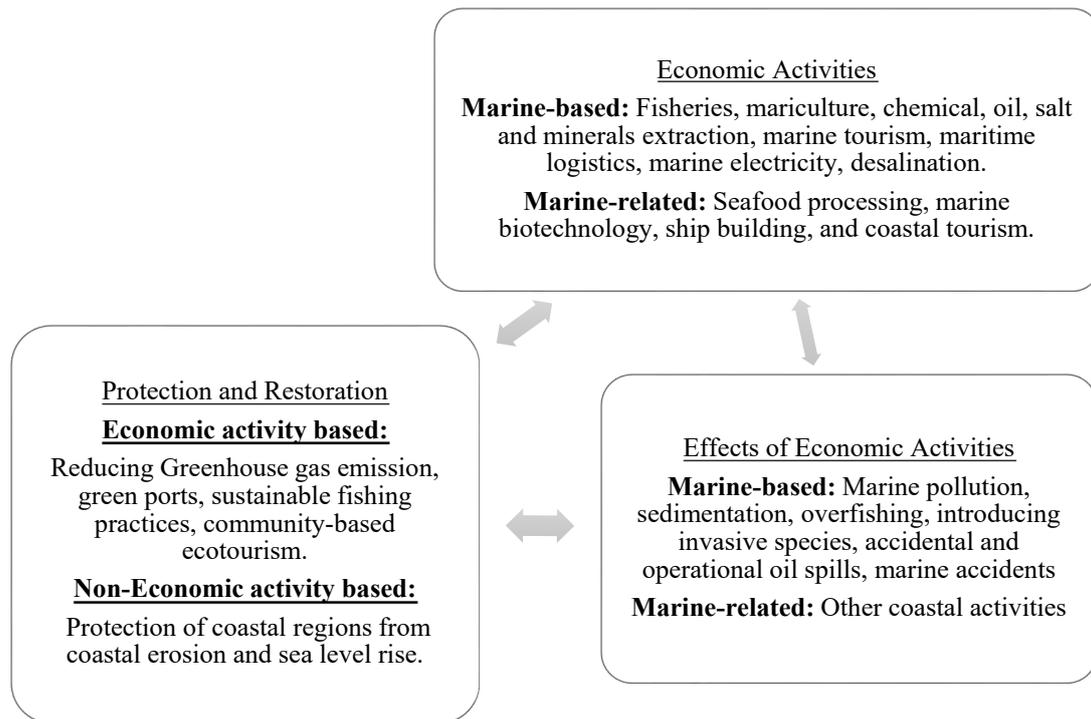 Economic Activities
Marine-based: Fisheries, mariculture, chemical, oil, salt
and minerals extraction, marine tourism, maritime
logistics, marine electricity, desalination.
Marine-related: Seafood processing, marine
biotechnology, ship building, and coastal tourism.
Protection and Restoration
Economic activity based:
Reducing Greenhouse gas emission,
green ports, sustainable fishing
practices, community-based
ecotourism.
Non-Economic activity based:
Protection of coastal regions from
coastal erosion and sea level rise.
Effects of Economic Activities
Marine-based: Marine pollution,
sedimentation, overfishing, introducing
invasive species, accidental and
operational oil spills, marine accidents
Marine-related: Other coastal activities